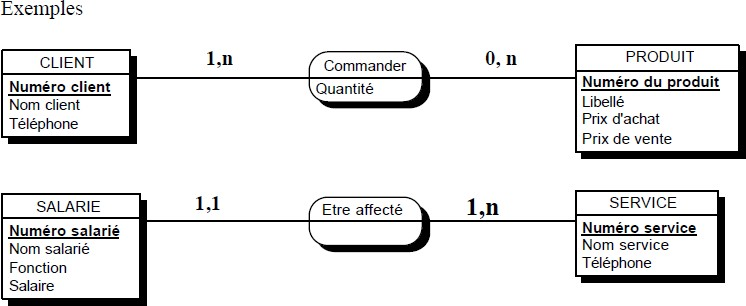 Exemples
CLIENT
Numéro client
Nom client
Téléphone
1,n
Commander
Quantité
0, n
PRODUIT
Numéro du produit
Libellé
Prix d'achat
Prix de vente
SALARIE
Numéro salarié
Nom salarié
Fonction
Salaire
1,1
Etre affecté
1,n
SERVICE
Numéro service
Nom service
Téléphone